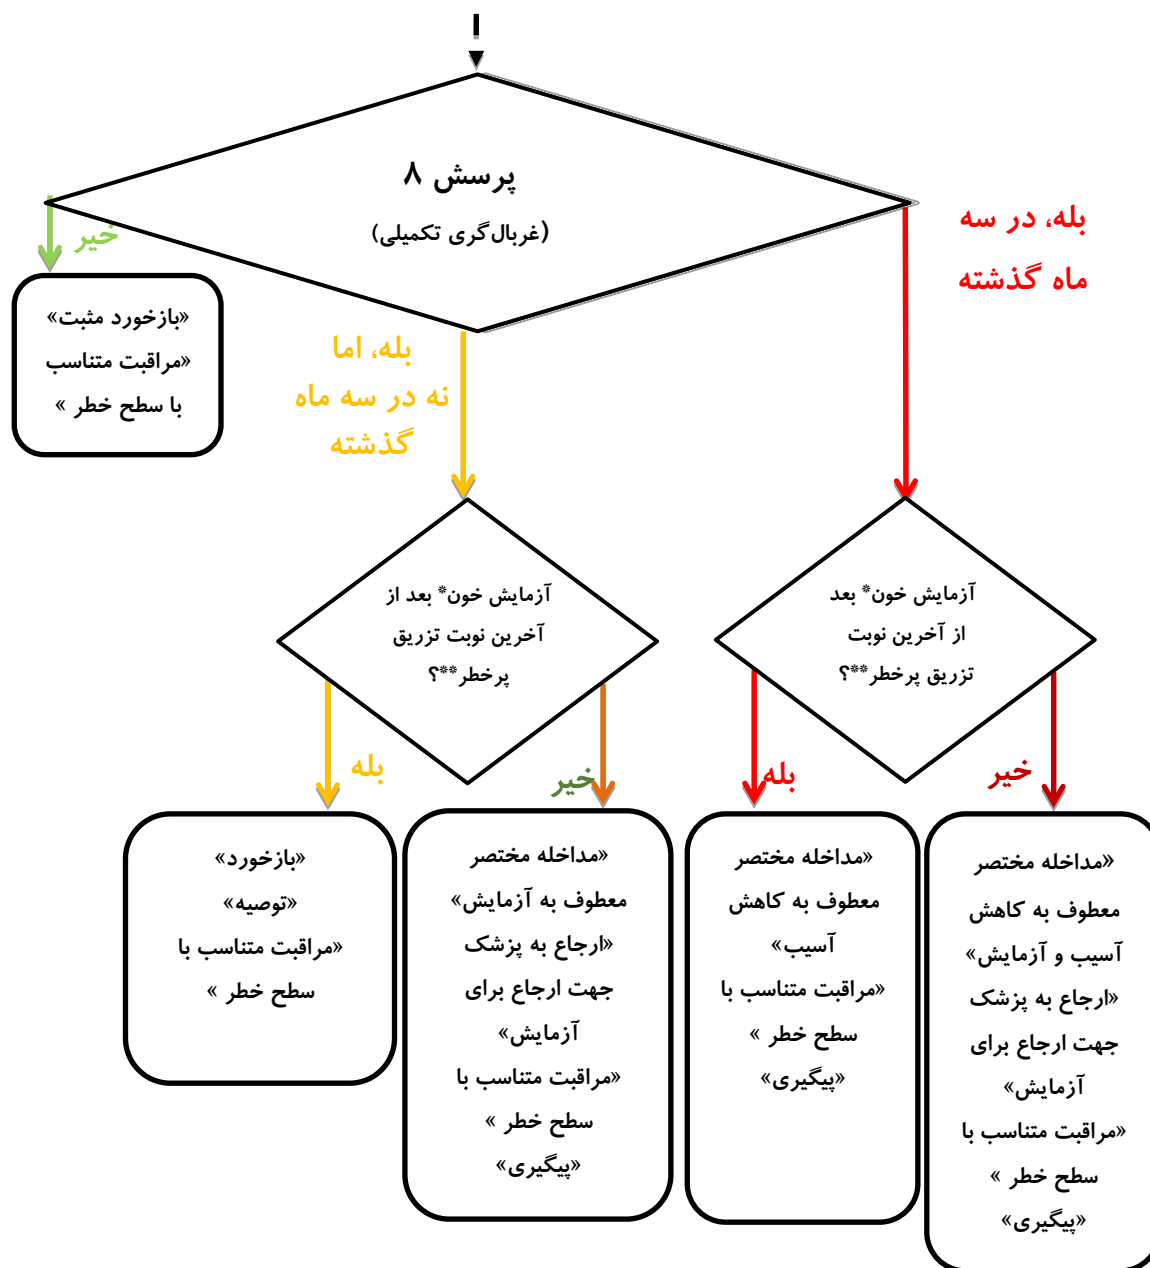 پرسش ۸
(غربال‌گری تکمیلی)
بله، در سه
ماه گذشته
بله، اما
نه در سه ماه
گذشته
خیر
«بازخورد مثبت»
«مراقبت متناسب
با سطح خطر »
آزمایش خون* بعد
از آخرین نوبت
تزریق پرخطر**؟
آزمایش خون* بعد از
آخرین نوبت تزریق
پرخطر**؟
خیر
بله
خیر
بله
«مداخله مختصر
معطوف به کاهش
آسیب و آزمایش»
«ارجاع به پزشک
جهت ارجاع برای
آزمایش»
«مراقبت متناسب با
سطح خطر »
«پیگیری»
«مداخله مختصر
معطوف به کاهش
آسیب»
«مراقبت متناسب با
سطح خطر »
«پیگیری»
«مداخله مختصر
معطوف به آزمایش»
«ارجاع به پزشک
جهت ارجاع برای
آزمایش»
«مراقبت متناسب با
سطح خطر »
«پیگیری»
«بازخورد»
«توصیه»
«مراقبت متناسب با
سطح خطر »